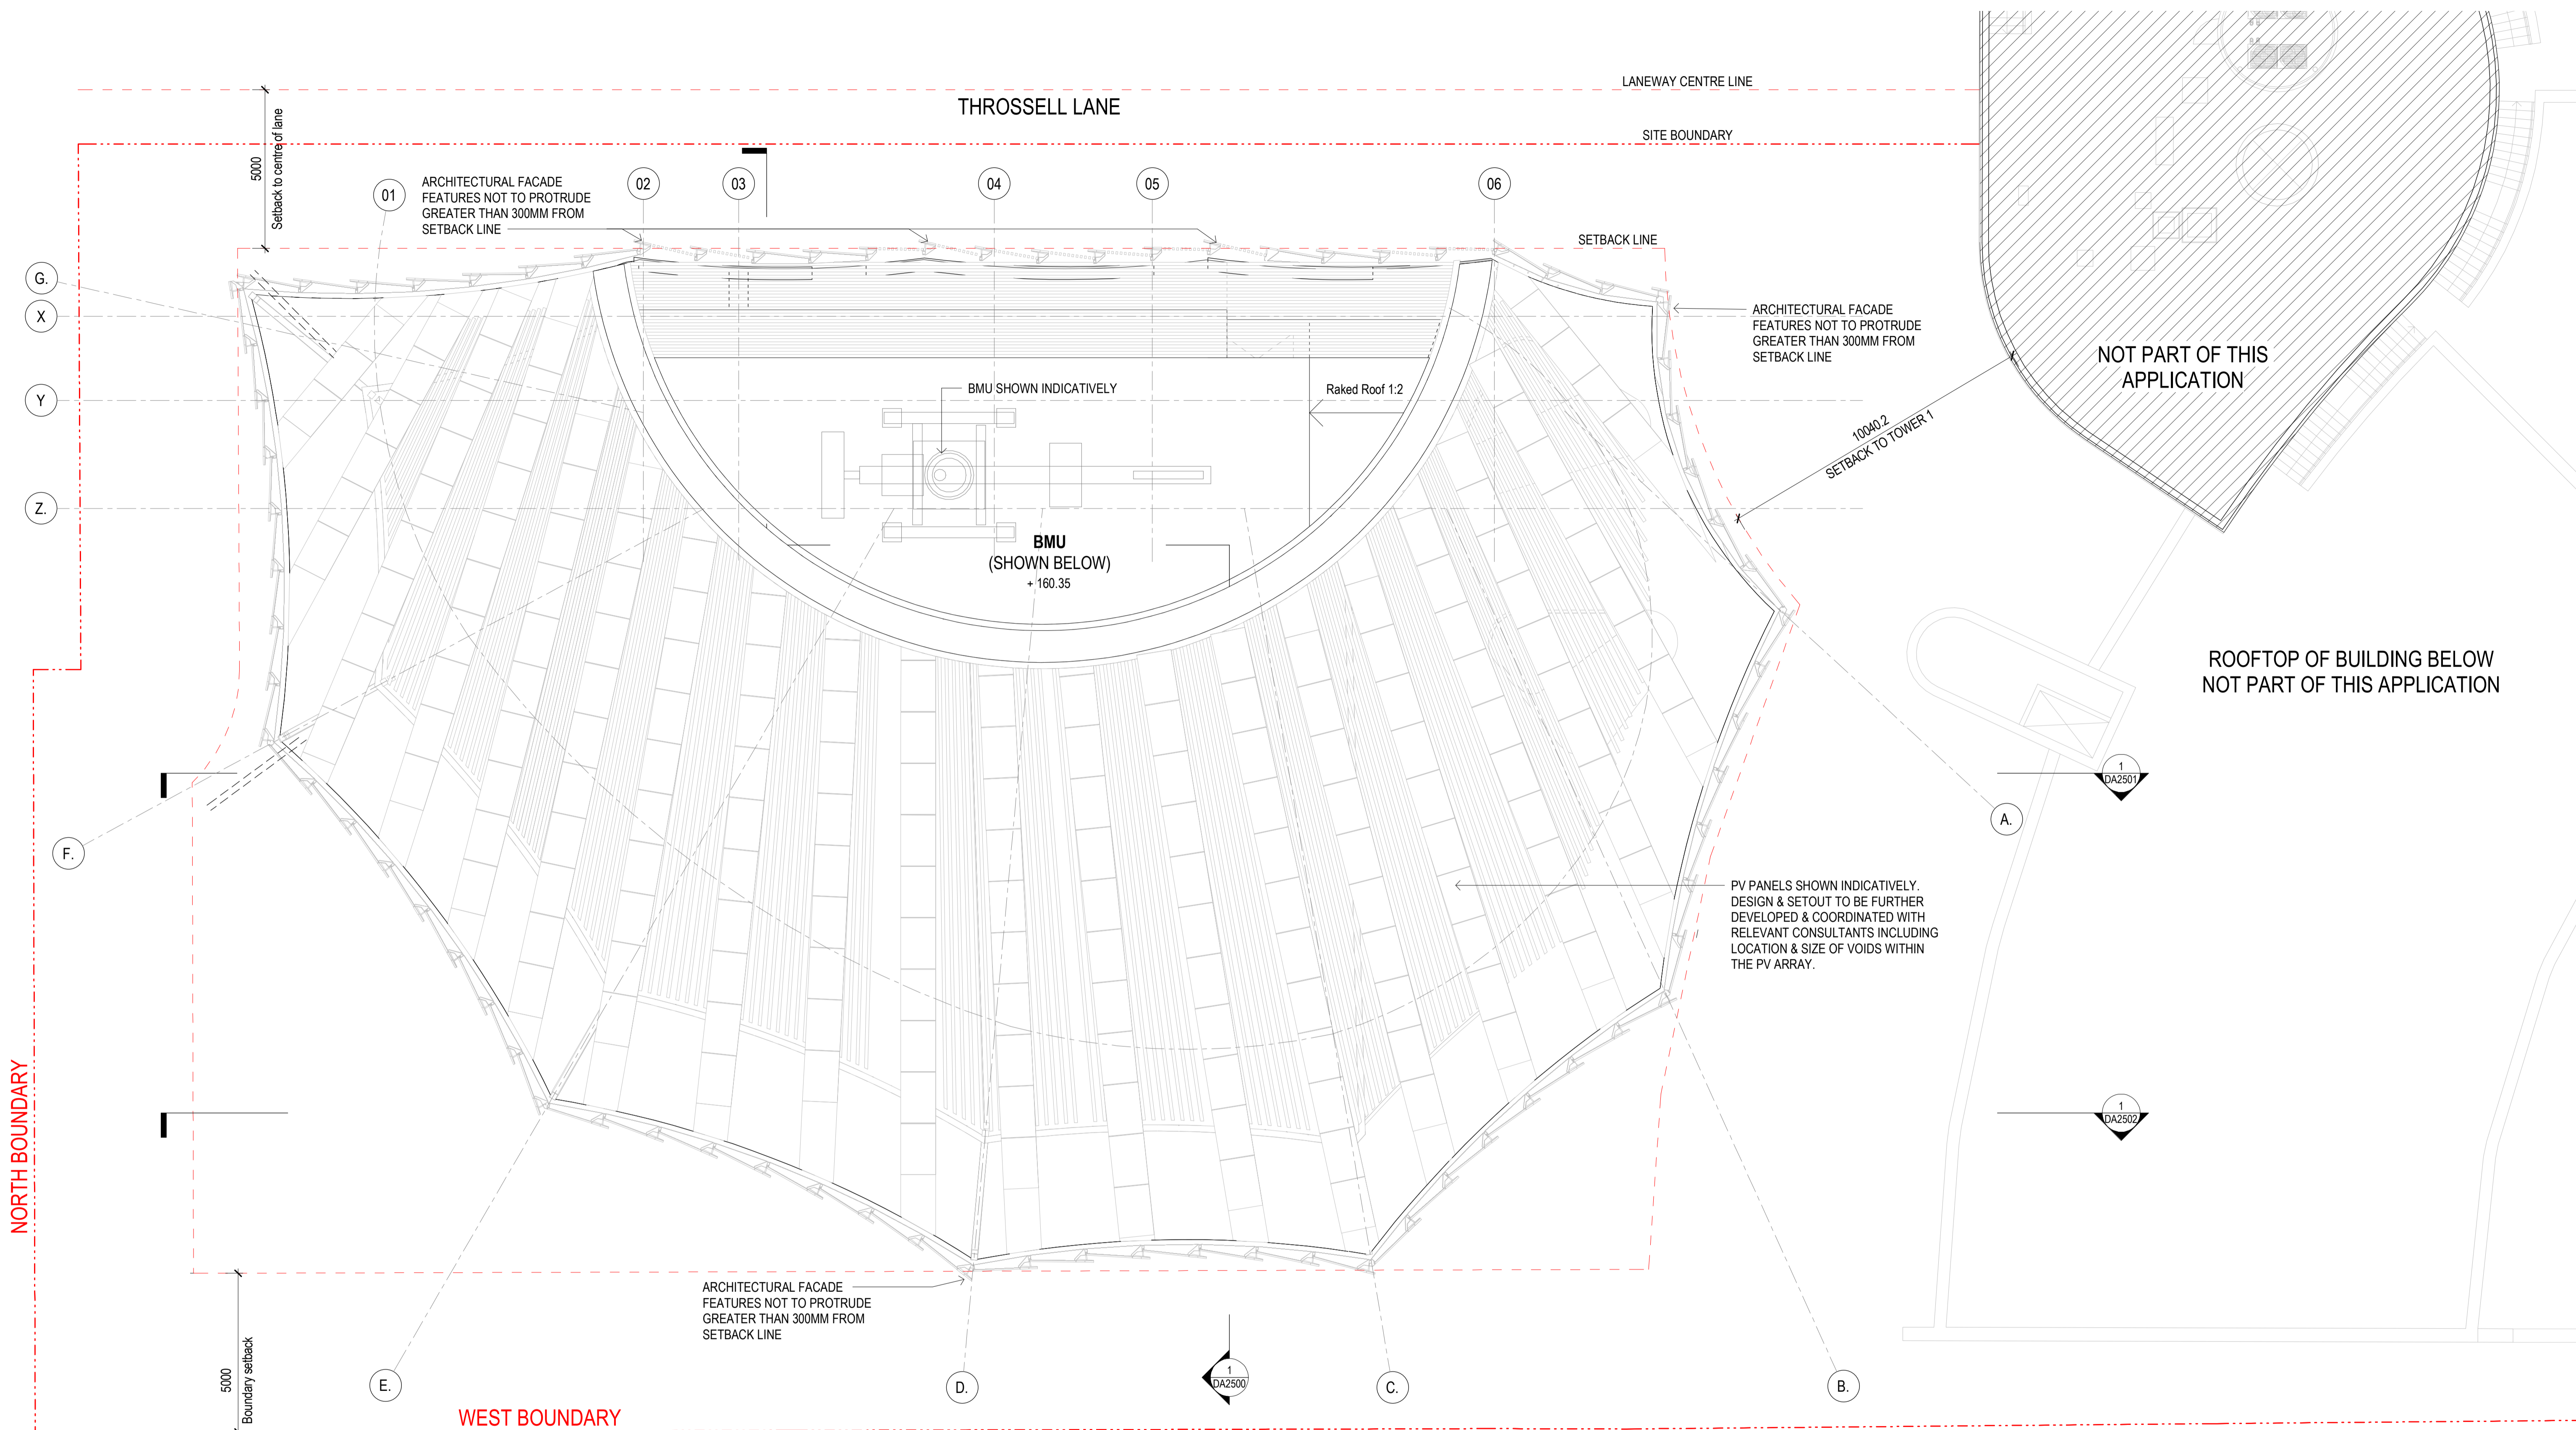 LANEWAY CENTRE LINE
THROSSELL LANE
SITE BOUNDARY
5000
Setback to centre of lane
01
ARCHITECTURAL FACADE
FEATURES NOT TO PROTRUDE
GREATER THAN 300MM FROM
SETBACK LINE
02
03
04
05
06
SETBACK LINE
G.
X
Y
Z.
ARCHITECTURAL FACADE
FEATURES NOT TO PROTRUDE
GREATER THAN 300MM FROM
SETBACK LINE
NOT PART OF THIS
APPLICATION
BMU SHOWN INDICATIVELY
Raked Roof 1:2
10040.2
SETBACK TO TOWER 1
BMU
(SHOWN BELOW)
+ 160.35
ROOFTOP OF BUILDING BELOW
NOT PART OF THIS APPLICATION
1
DA2501
A.
F.
PV PANELS SHOWN INDICATIVELY.
DESIGN & SETOUT TO BE FURTHER
DEVELOPED & COORDINATED WITH
RELEVANT CONSULTANTS INCLUDING
LOCATION & SIZE OF VOIDS WITHIN
THE PV ARRAY.
1
DA2502
NORTH BOUNDARY
ARCHITECTURAL FACADE
FEATURES NOT TO PROTRUDE
GREATER THAN 300MM FROM
SETBACK LINE
5000
Boundary setback
E.
D.
1
DA2500
C.
B.
WEST BOUNDARY